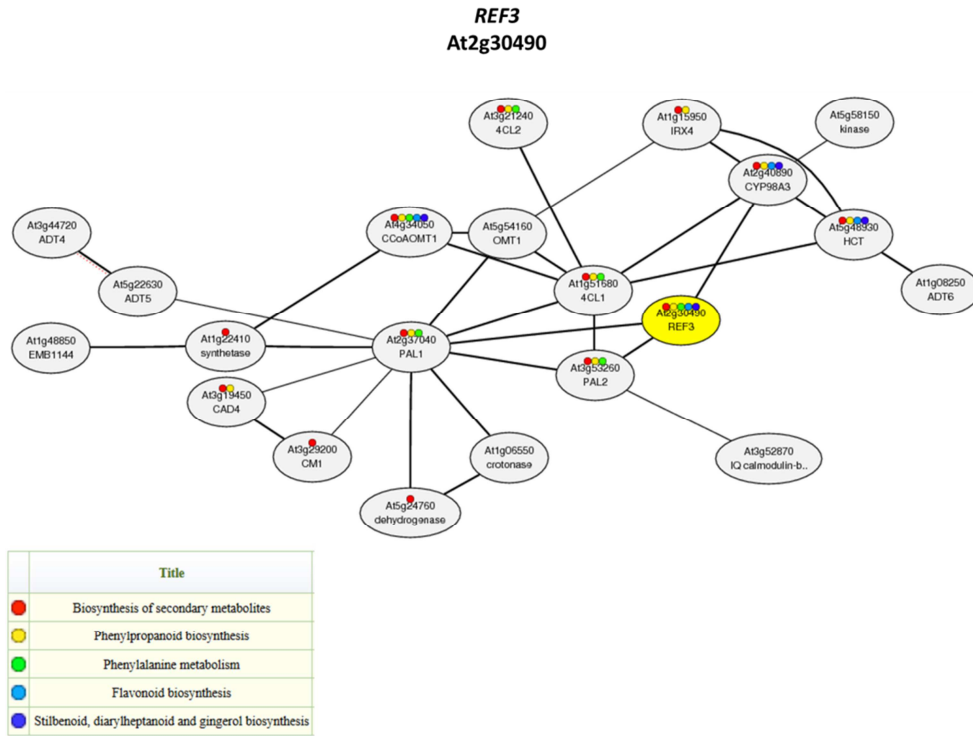 REF3
At2g30490
At3g21240
4CL2
At1g15950
IRX4
At5g58150
kinase
At2g40890
CYP98A3
At3g44720
ADT4
At4g34050
CCoAOMT1
At5g54160
OMT1
At5g48930
HCT
At5g22630
ADT5
At1g51680
4CL1
At1g08250
ADT6
At2g30490
REF3
At1g48850
EMB1144
At1g22410
synthetase
At2g37040
PAL1
At3g53260
PAL2
At3g19450
CAD4
At3g29200
CM1
At1g06550
crotonase
At3g52870
IQ calmodulin-b..
At5g24760
dehydrogenase
Title
Biosynthesis of secondary metabolites
Phenylpropanoid biosynthesis
Phenylalanine metabolism
Flavonoid biosynthesis
Stilbenoid, diarylheptanoid and gingerol biosynthesis